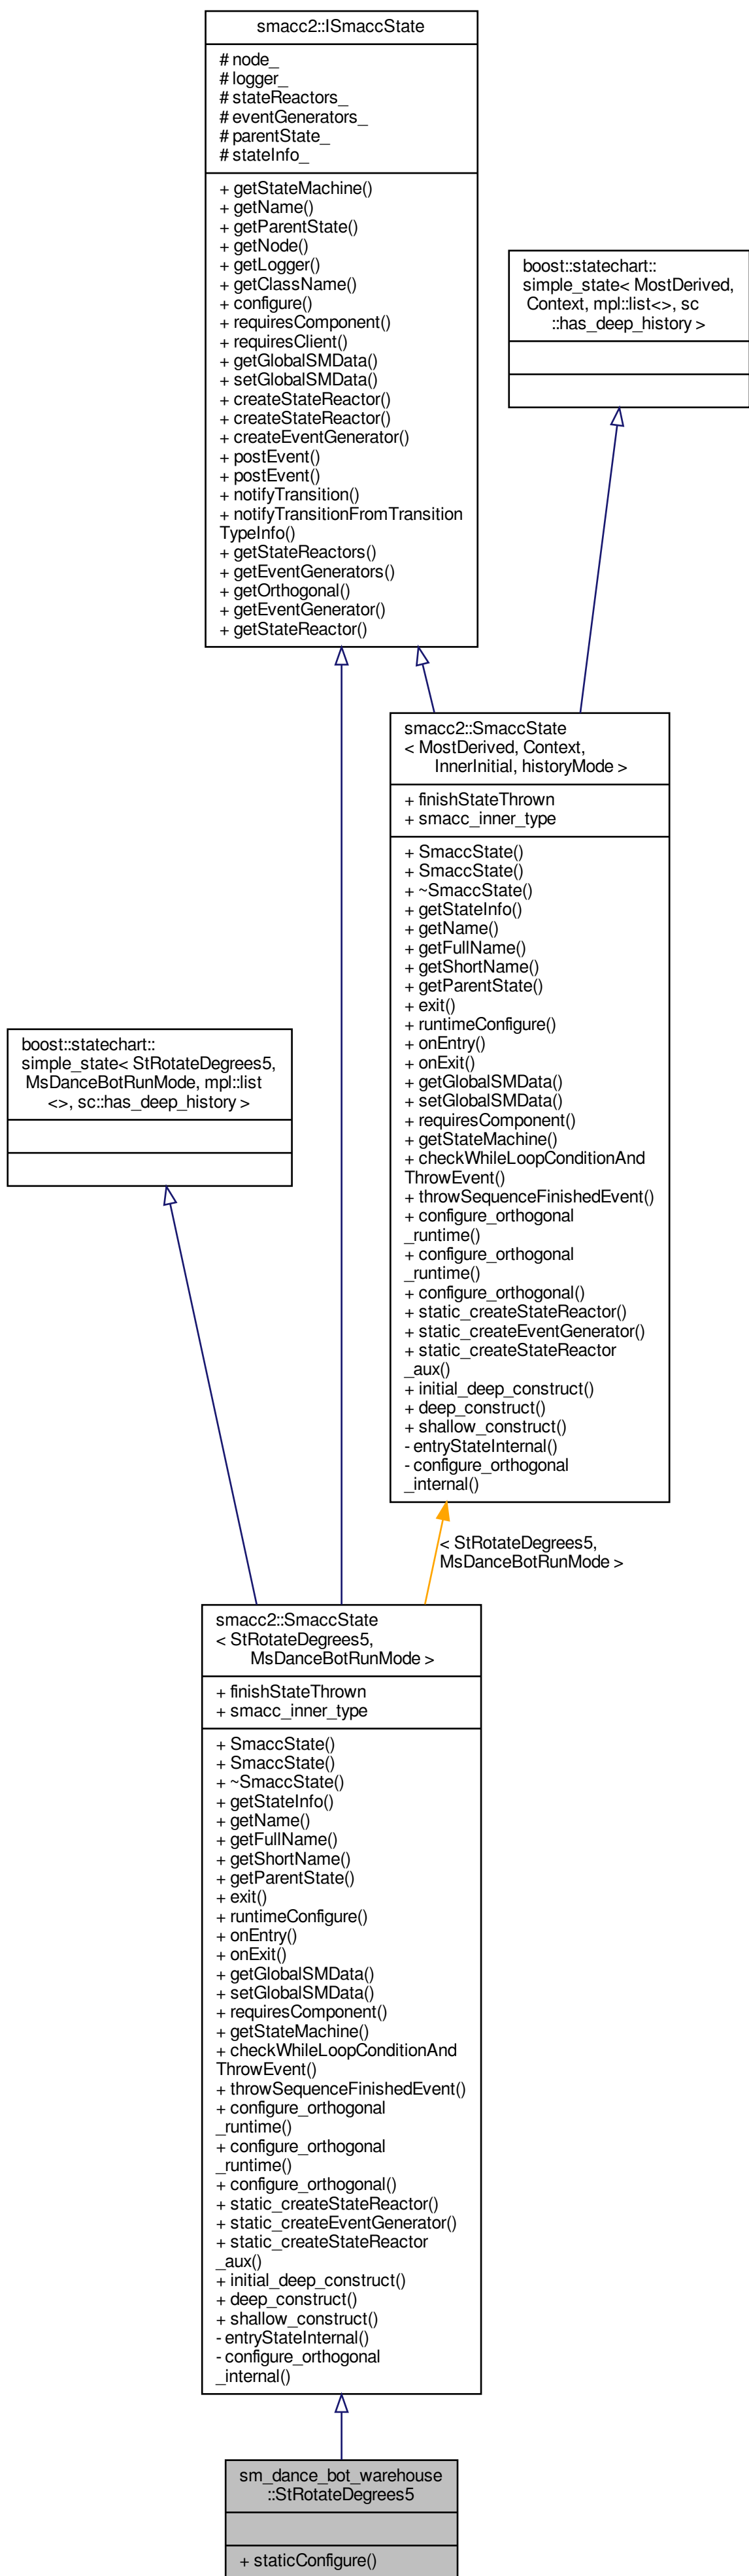 smacc2::ISmaccState
# node_
# logger_
# stateReactors_
# eventGenerators_
# parentState_
# stateInfo_
+ getStateMachine()
+ getName()
+ getParentState()
+ getNode()
+ getLogger()
+ getClassName()
+ configure()
+ requiresComponent()
+ requiresClient()
+ getGlobalSMData()
+ setGlobalSMData()
+ createStateReactor()
+ createStateReactor()
+ createEventGenerator()
+ postEvent()
+ postEvent()
+ notifyTransition()
+ notifyTransitionFromTransition
TypeInfo()
+ getStateReactors()
+ getEventGenerators()
+ getOrthogonal()
+ getEventGenerator()
+ getStateReactor()
boost::statechart::
simple_state< MostDerived,
Context, mpl::list<>, sc
::has_deep_history >
smacc2::SmaccState
< MostDerived, Context,
InnerInitial, historyMode >
+ finishStateThrown
+ smacc_inner_type
+ SmaccState()
+ SmaccState()
+ ~SmaccState()
+ getStateInfo()
+ getName()
+ getFullName()
+ getShortName()
+ getParentState()
+ exit()
+ runtimeConfigure()
+ onEntry()
+ onExit()
+ getGlobalSMData()
+ setGlobalSMData()
+ requiresComponent()
+ getStateMachine()
+ checkWhileLoopConditionAnd
ThrowEvent()
+ throwSequenceFinishedEvent()
+ configure_orthogonal
_runtime()
+ configure_orthogonal
_runtime()
+ configure_orthogonal()
+ static_createStateReactor()
+ static_createEventGenerator()
+ static_createStateReactor
_aux()
+ initial_deep_construct()
+ deep_construct()
+ shallow_construct()
- entryStateInternal()
- configure_orthogonal
_internal()
boost::statechart::
simple_state< StRotateDegrees5,
MsDanceBotRunMode, mpl::list
<>, sc::has_deep_history >
< StRotateDegrees5,
MsDanceBotRunMode >
smacc2::SmaccState
< StRotateDegrees5,
MsDanceBotRunMode >
+ finishStateThrown
+ smacc_inner_type
+ SmaccState()
+ SmaccState()
+ ~SmaccState()
+ getStateInfo()
+ getName()
+ getFullName()
+ getShortName()
+ getParentState()
+ exit()
+ runtimeConfigure()
+ onEntry()
+ onExit()
+ getGlobalSMData()
+ setGlobalSMData()
+ requiresComponent()
+ getStateMachine()
+ checkWhileLoopConditionAnd
ThrowEvent()
+ throwSequenceFinishedEvent()
+ configure_orthogonal
_runtime()
+ configure_orthogonal
_runtime()
+ configure_orthogonal()
+ static_createStateReactor()
+ static_createEventGenerator()
+ static_createStateReactor
_aux()
+ initial_deep_construct()
+ deep_construct()
+ shallow_construct()
- entryStateInternal()
- configure_orthogonal
_internal()
sm_dance_bot_warehouse
::StRotateDegrees5
+ staticConfigure()